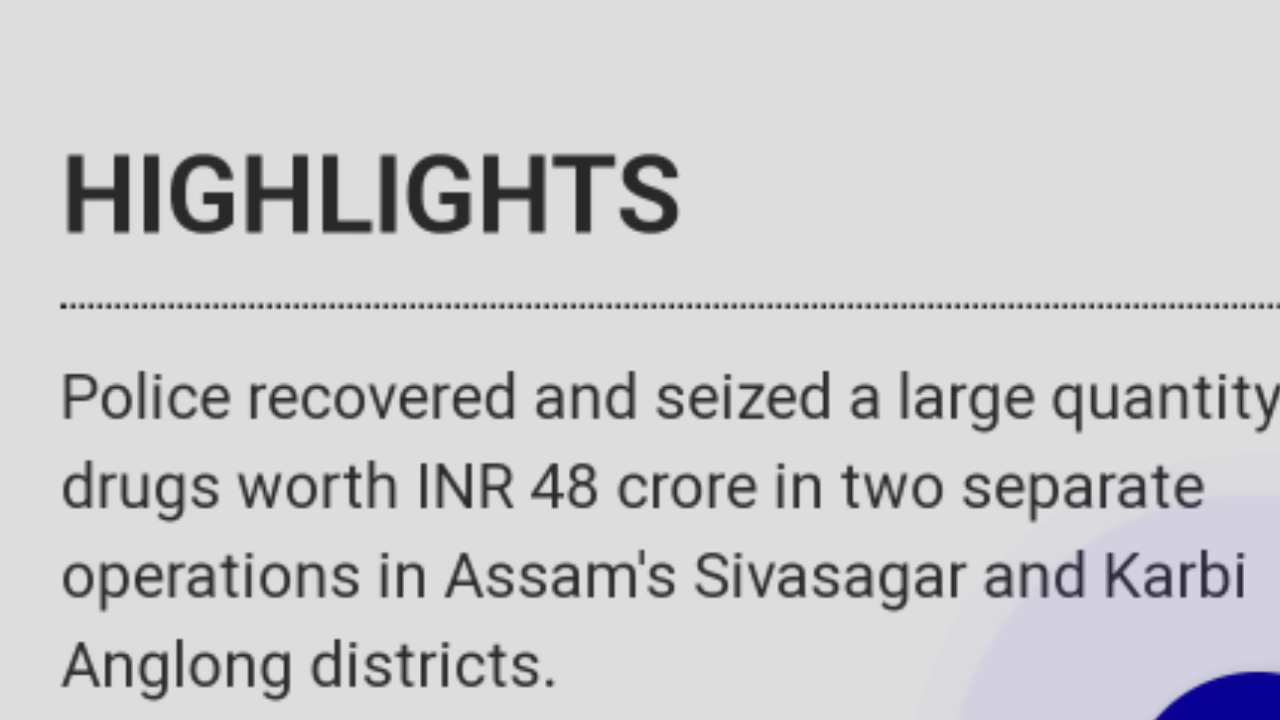 HIGHLIGHTS
Police recovered and seized a large quantity
drugs worth INR 48 crore in two separate
operations in Assam's Sivasagar and Karbi
Anglong districts.